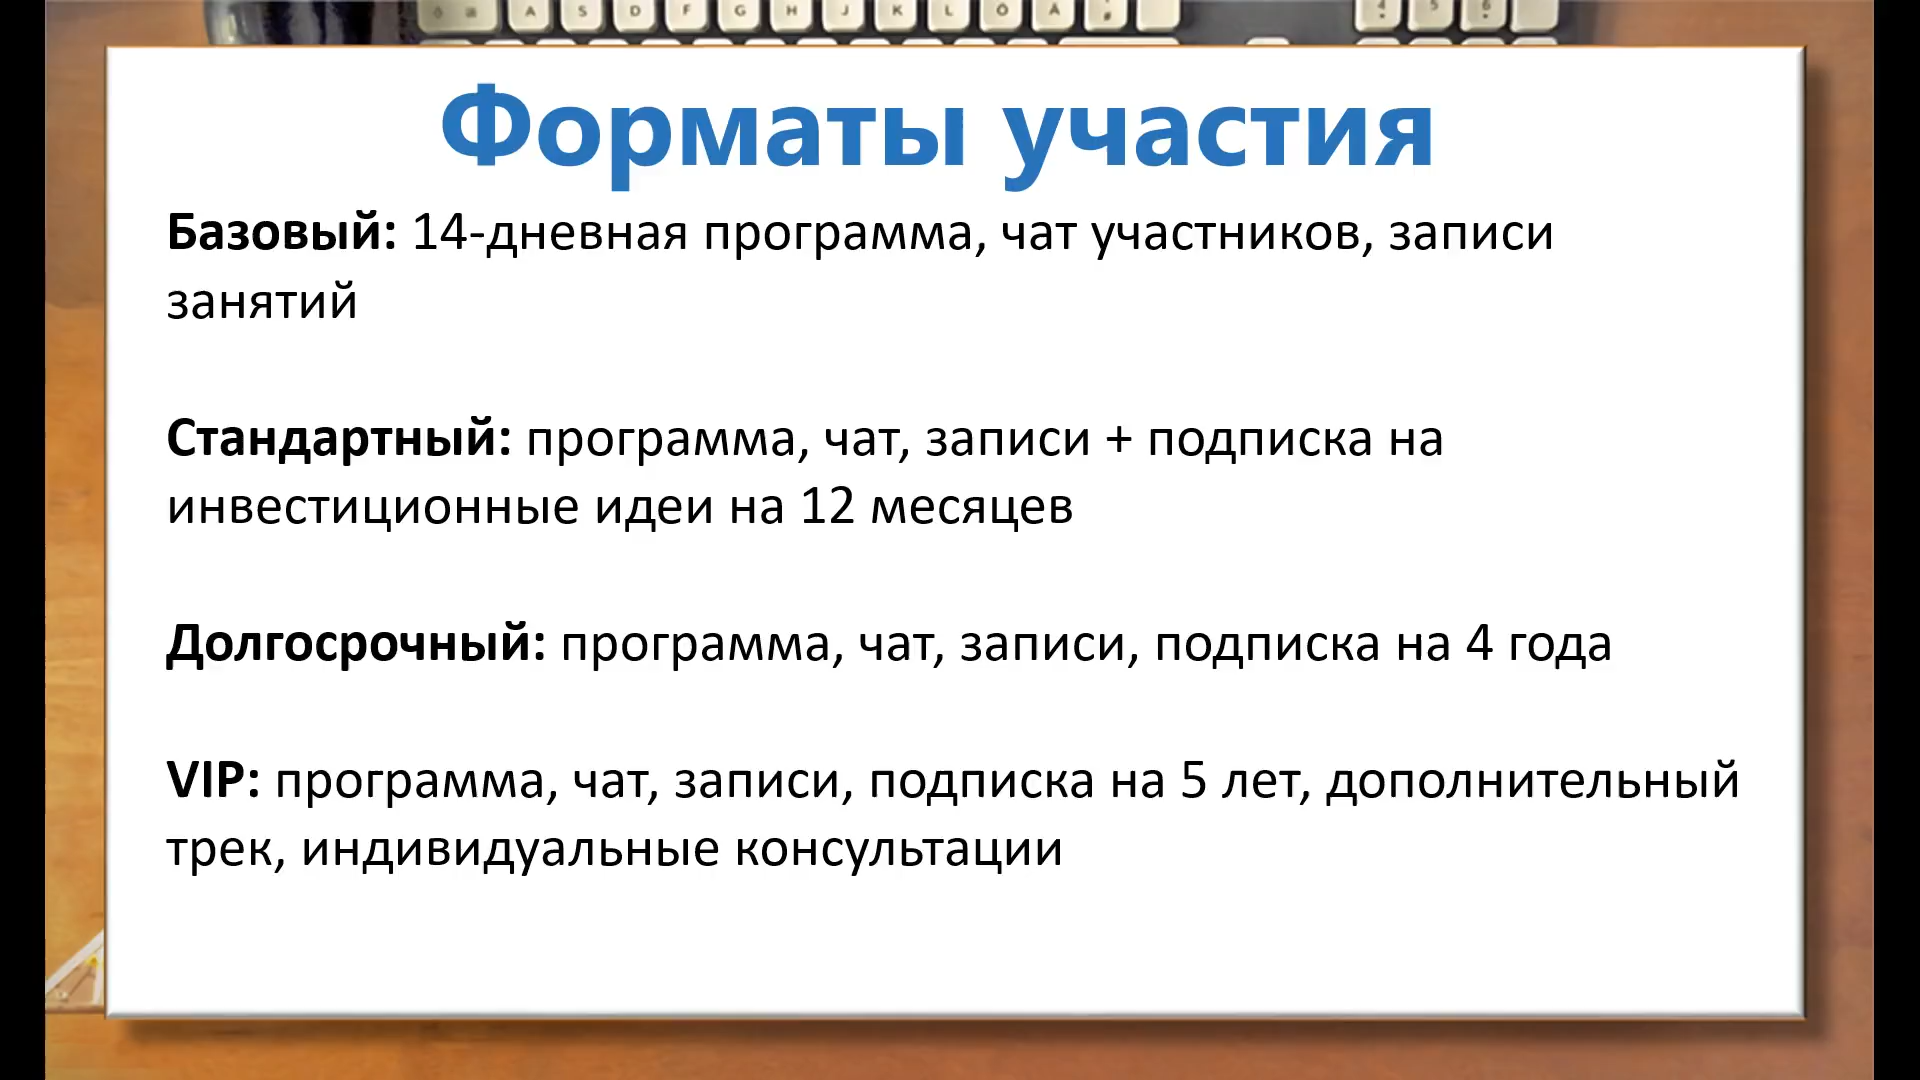 Форматы участия
Базовый: 14-дневная программа, чат участников, записи
занятий
Стандартный: программа, чат, записи + подписка на
инвестиционные идеи на 12 месяцев
Долгосрочный: программа, чат, записи, подписка на 4 года
VIP: программа, чат, записи, подписка на 5 лет, дополнительный
трек, индивидуальные консультации